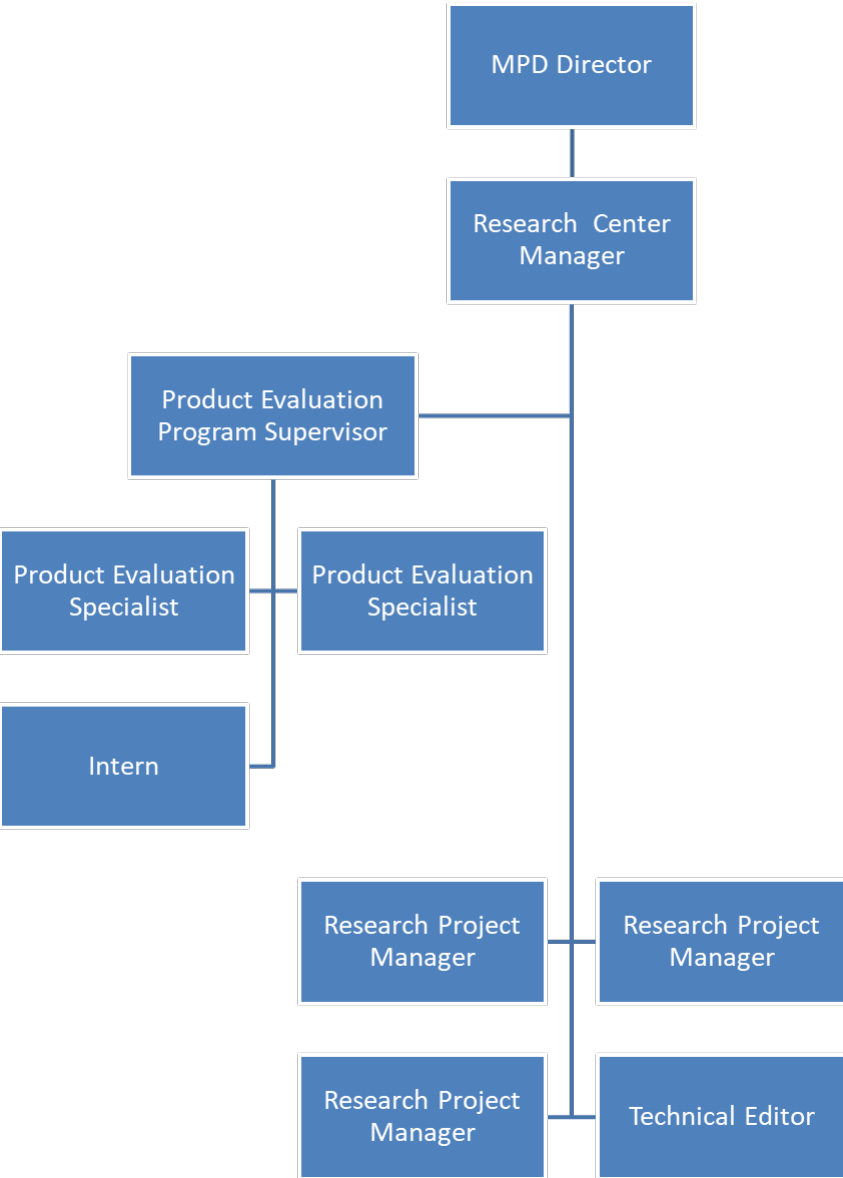 MPD Director
Research Center
Manager
Product Evaluation
Program Supervisor
Product Evaluation
Specialist
Product Evaluation
Specialist
Intern
Research Project
Manager
Research Project
Manager
Research Project
Manager
Technical Editor